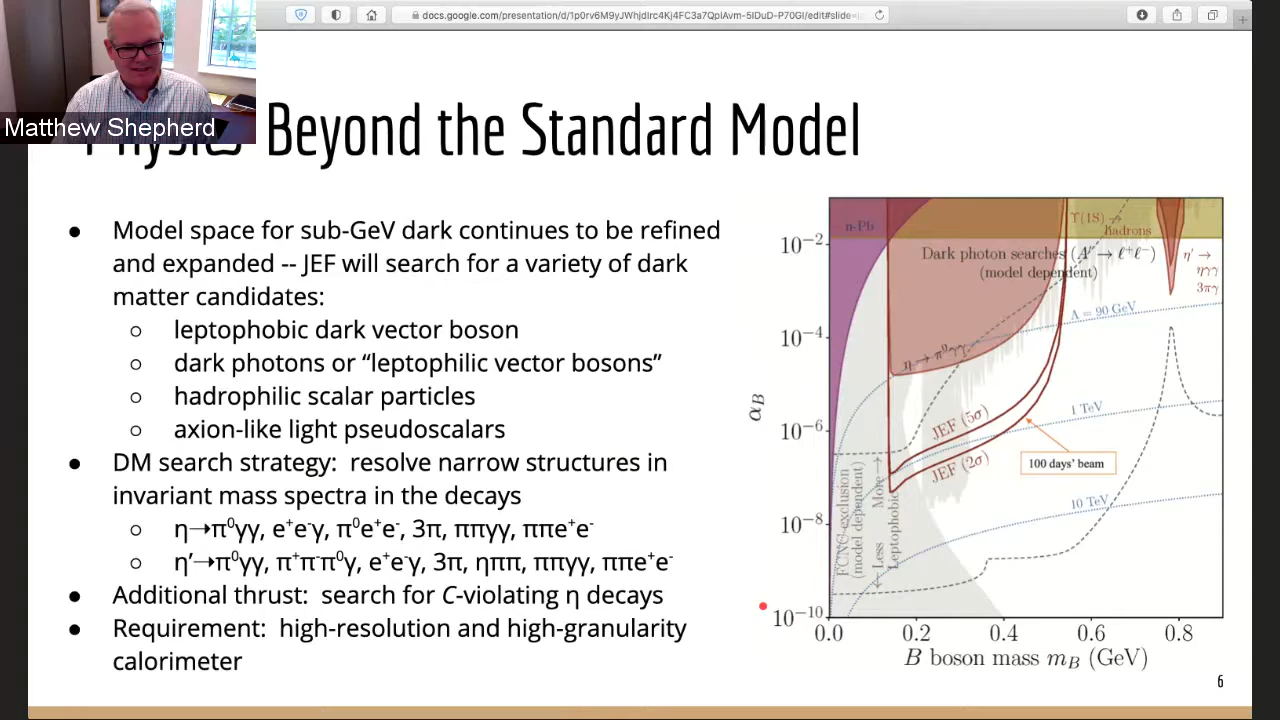 docs.google.com/presentation/d/1p0rv6M9yJWhjdIrc4Kj4FC3a7QpIAvm-5IDuD-P70GI/edit#slide=
Matthew Shepherd
Physics Beyond the Standard Model
● Model space for sub-GeV dark continues to be refined
and expanded -- JEF will search for a variety of dark
matter candidates:
○ leptophobic dark vector boson
○ dark photons or “leptophilic vector bosons”
○ hadrophilic scalar particles
○ axion-like light pseudoscalars
● DM search strategy: resolve narrow structures in
invariant mass spectra in the decays
○ η→π⁰γγ, e⁺e⁻γ, π⁰e⁺e⁻, 3π, ππγγ, ππe⁺e⁻
○ η’→π⁰γγ, π⁺π⁻π⁰γ, e⁺e⁻γ, 3π, ηππ, ππγγ, ππe⁺e⁻
● Additional thrust: search for C-violating η decays
● Requirement: high-resolution and high-granularity
calorimeter
n-Pb
Υ(1S) →
hadrons
Dark photon searches (A′ → ℓ⁺ℓ⁻)
(model dependent)
η′ →
ηγγ
3πγ
Λ = 90 GeV
η → π⁰γγ
1 TeV
JEF (5σ)
JEF (2σ)
100 days’ beam
10 TeV
FCNC exclusion
(model dependent)
← Less More →
Leptophobic
α_B
10⁻²
10⁻⁴
10⁻⁶
10⁻⁸
10⁻¹⁰
0.0 0.2 0.4 0.6 0.8
B boson mass m_B (GeV)
6